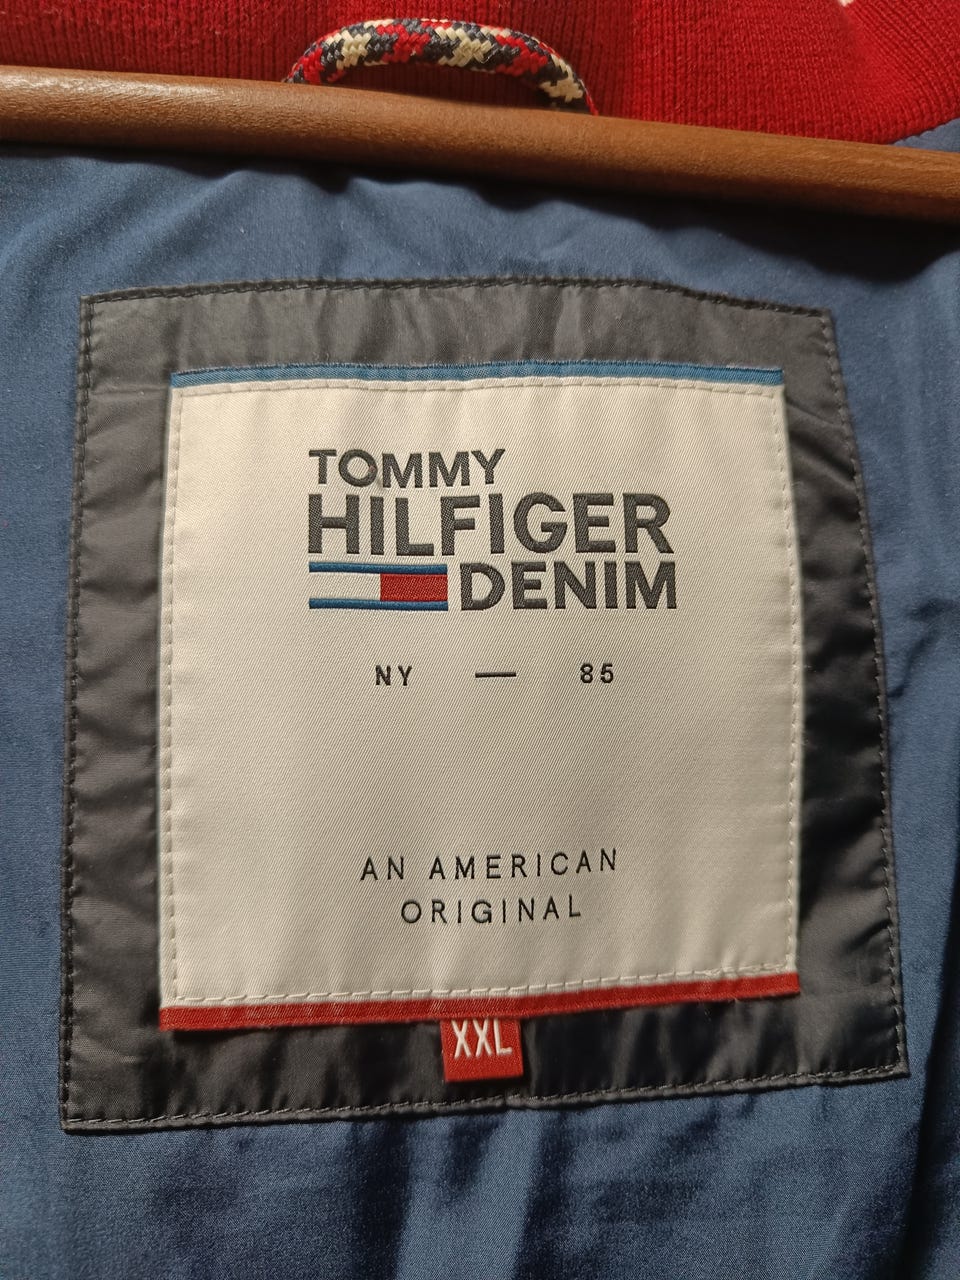 TOMMY
HILFIGER
DENIM
NY — 85
AN AMERICAN
ORIGINAL
XXL